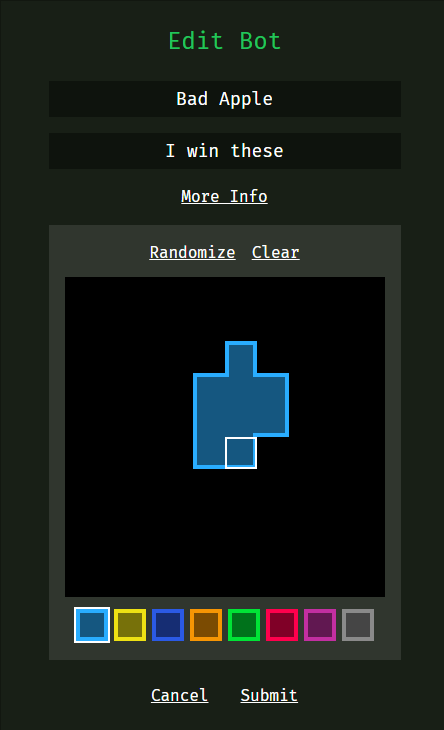 Edit Bot
Bad Apple
I win these
More Info
Randomize Clear
Cancel Submit